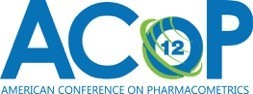 ACoP
12
AMERICAN CONFERENCE ON PHARMACOMETRICS